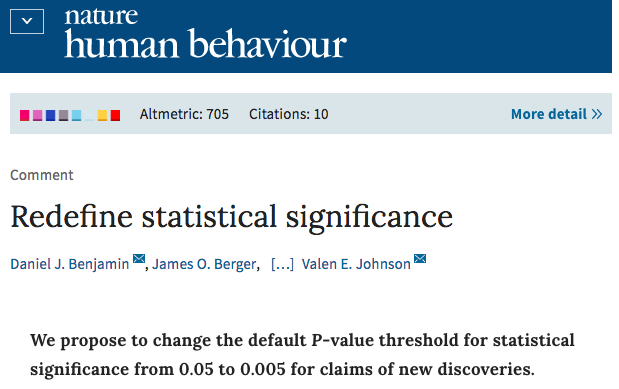 nature
human behaviour
Altmetric: 705 Citations: 10 More detail »
Comment
Redefine statistical significance
Daniel J. Benjamin, James O. Berger, [...] Valen E. Johnson
We propose to change the default P-value threshold for statistical
significance from 0.05 to 0.005 for claims of new discoveries.